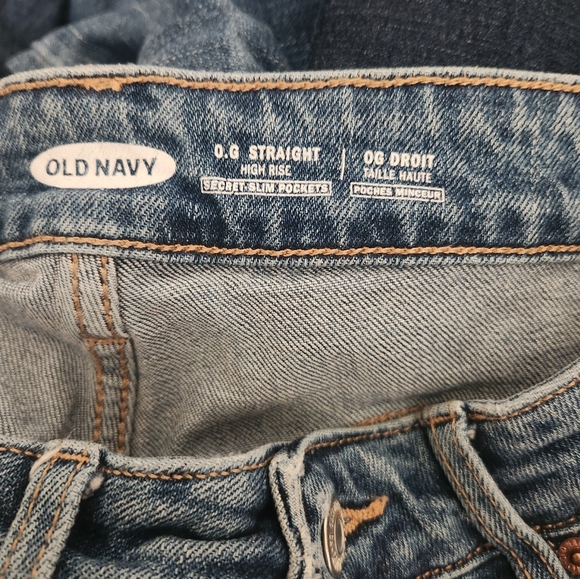 OLD NAVY
O.G STRAIGHT
HIGH RISE
SECRET-SLIM POCKETS
OG DROIT
TAILLE HAUTE
POCHES MINCEUR